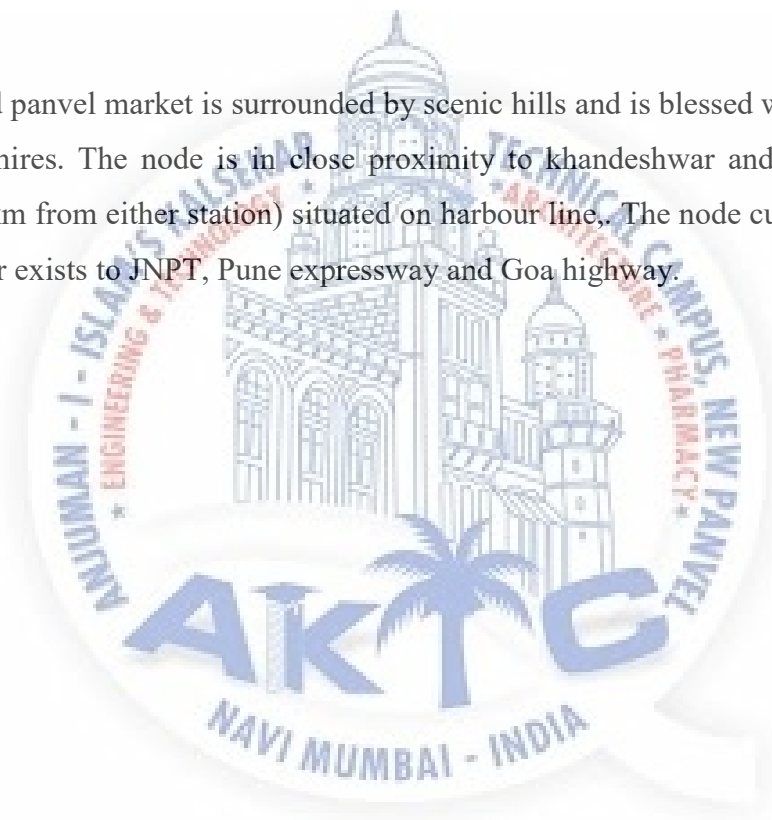 panvel market is surrounded by scenic hills and is blessed
The node is in close proximity to khandeshwar and
from either station) situated on harbour line,. The node
exists to JNPT, Pune expressway and Goa highway.
ANJUMAN - I - ISLAM'S KALSEKAR TECHNICAL CAMPUS, NEW PANVEL
ENGINEERING & TECHNOLOGY * ARCHITECTURE * PHARMACY *
AKTC
NAVI MUMBAI - INDIA